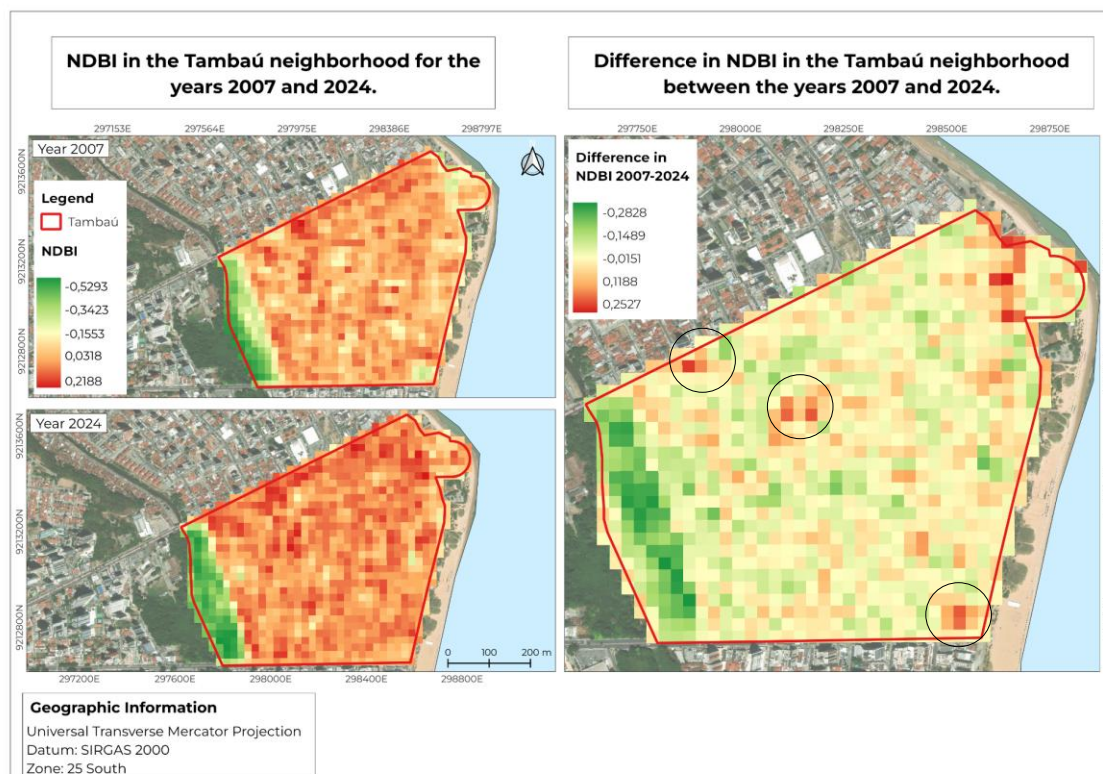 NDBI in the Tambaú neighborhood for the
years 2007 and 2024.
297153E 297564E 297975E 298386E 298797E
Year 2007
Legend
Tambaú
NDBI
-0,5293
-0,3423
-0,1553
0,0318
0,2188
9213600N
9213200N
9212800N
Year 2024
9213600N
9213200N
9212800N
0 100 200 m
297200E 297600E 298000E 298400E 298800E
Difference in NDBI in the Tambaú neighborhood
between the years 2007 and 2024.
297750E 298000E 298250E 298500E 298750E
Difference in
NDBI 2007-2024
-0,2828
-0,1489
-0,0151
0,1188
0,2527
Geographic Information
Universal Transverse Mercator Projection
Datum: SIRGAS 2000
Zone: 25 South